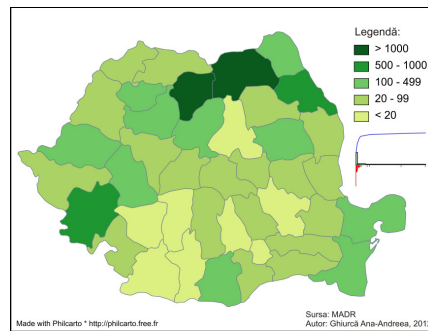 Legendă:
> 1000
500 - 1000
100 - 499
20 - 99
< 20
Sursa: MADR
Made with Philcarto * http://philcarto.free.fr
Autor: Ghiurcă Ana-Andreea,